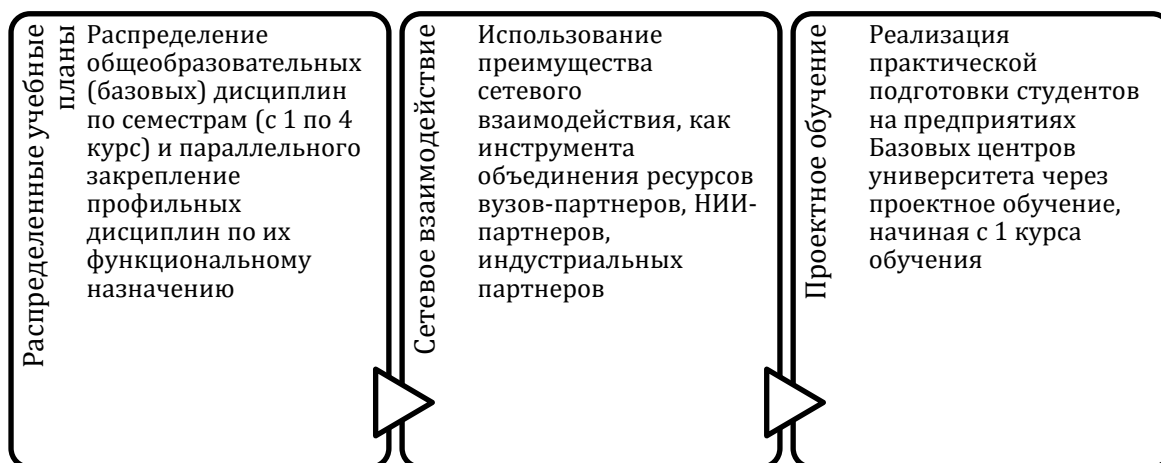 Распределенные учебные
планы
Распределение
общеобразовательных
(базовых) дисциплин
по семестрам (с 1 по 4
курс) и параллельного
закрепление
профильных
дисциплин по их
функциональному
назначению
Сетевое взаимодействие
Использование
преимущества
сетевого
взаимодействия, как
инструмента
объединения ресурсов
вузов-партнеров, НИИ-
партнеров,
индустриальных
партнеров
Проектное обучение
Реализация
практической
подготовки студентов
на предприятиях
Базовых центров
университета через
проектное обучение,
начиная с 1 курса
обучения